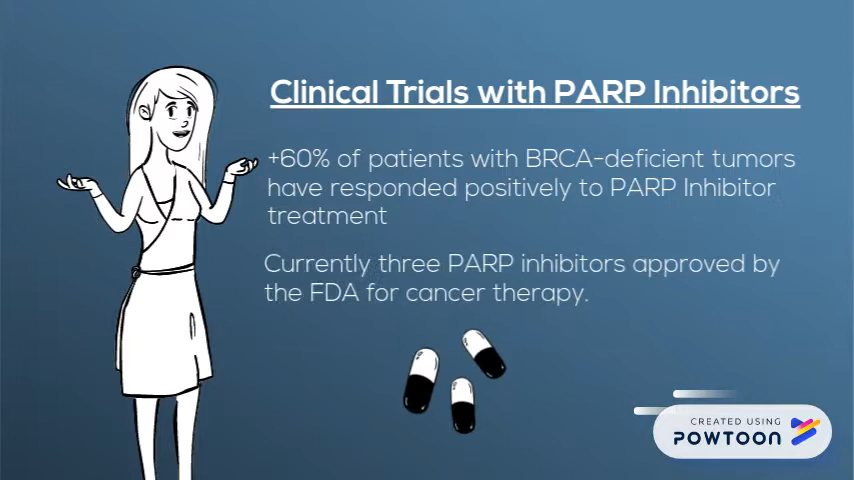 Clinical Trials with PARP Inhibitors
+60% of patients with BRCA-deficient tumors
have responded positively to PARP Inhibitor
treatment
Currently three PARP inhibitors approved by
the FDA for cancer therapy.
CREATED USING
POWTOON